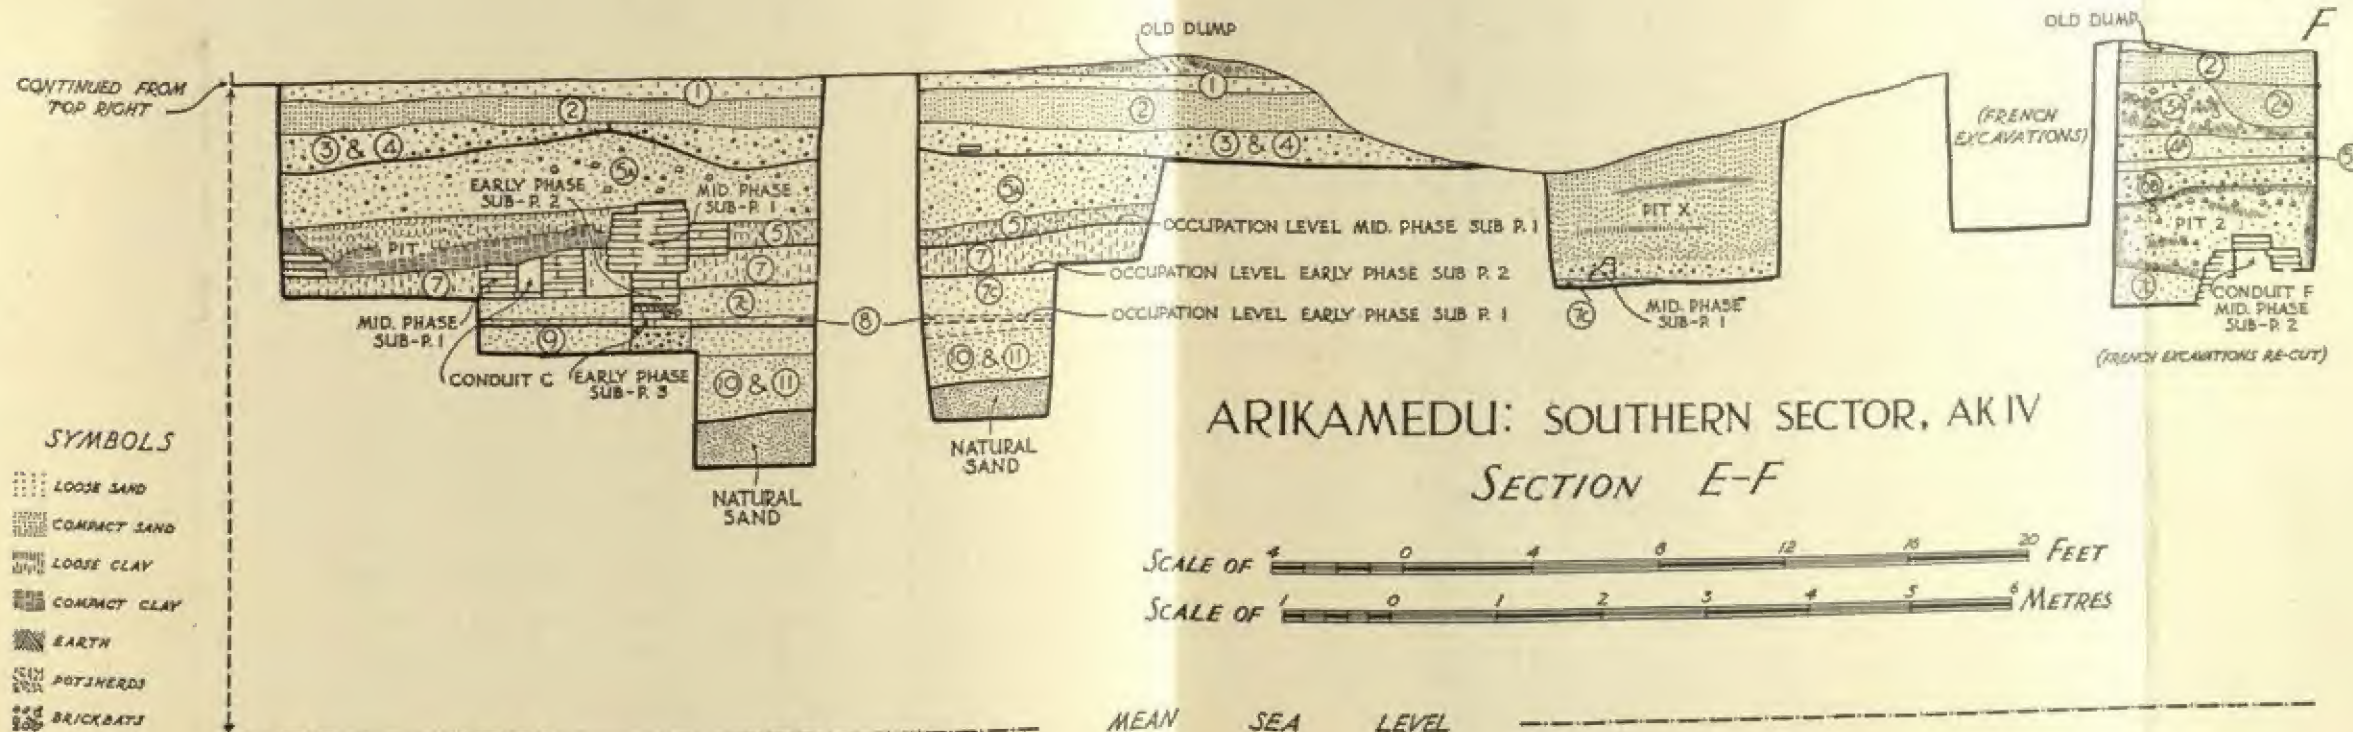 CONTINUED FROM
TOP RIGHT
OLD DUMP
OLD DUMP
F
1
2
3 & 4
5A
EARLY PHASE
SUB-P. 2
MID. PHASE
SUB-P. 1
PIT
5
7
7
7C
8
9
10 & 11
MID. PHASE
SUB-P. 1
CONDUIT G
EARLY PHASE
SUB-P. 3
NATURAL
SAND
1
2
3 & 4
5A
5
7
7C
10 & 11
NATURAL
SAND
OCCUPATION LEVEL MID. PHASE SUB P. 1
OCCUPATION LEVEL EARLY PHASE SUB P. 2
OCCUPATION LEVEL EARLY PHASE SUB P. 1
PIT X
7C
MID. PHASE
SUB-P. 1
(FRENCH
EXCAVATIONS)
2
2A
4A
6B
PIT 2
CONDUIT F
MID. PHASE
SUB-P. 2
(FRENCH EXCAVATIONS RE-CUT)
ARIKAMEDU: SOUTHERN SECTOR, AK IV
SECTION E-F
SCALE OF 4 0 4 8 12 16 20 FEET
SCALE OF 1 0 1 2 3 4 5 6 METRES
SYMBOLS
LOOSE SAND
COMPACT SAND
LOOSE CLAY
COMPACT CLAY
EARTH
POTSHERDS
BRICKBATS
MEAN SEA LEVEL